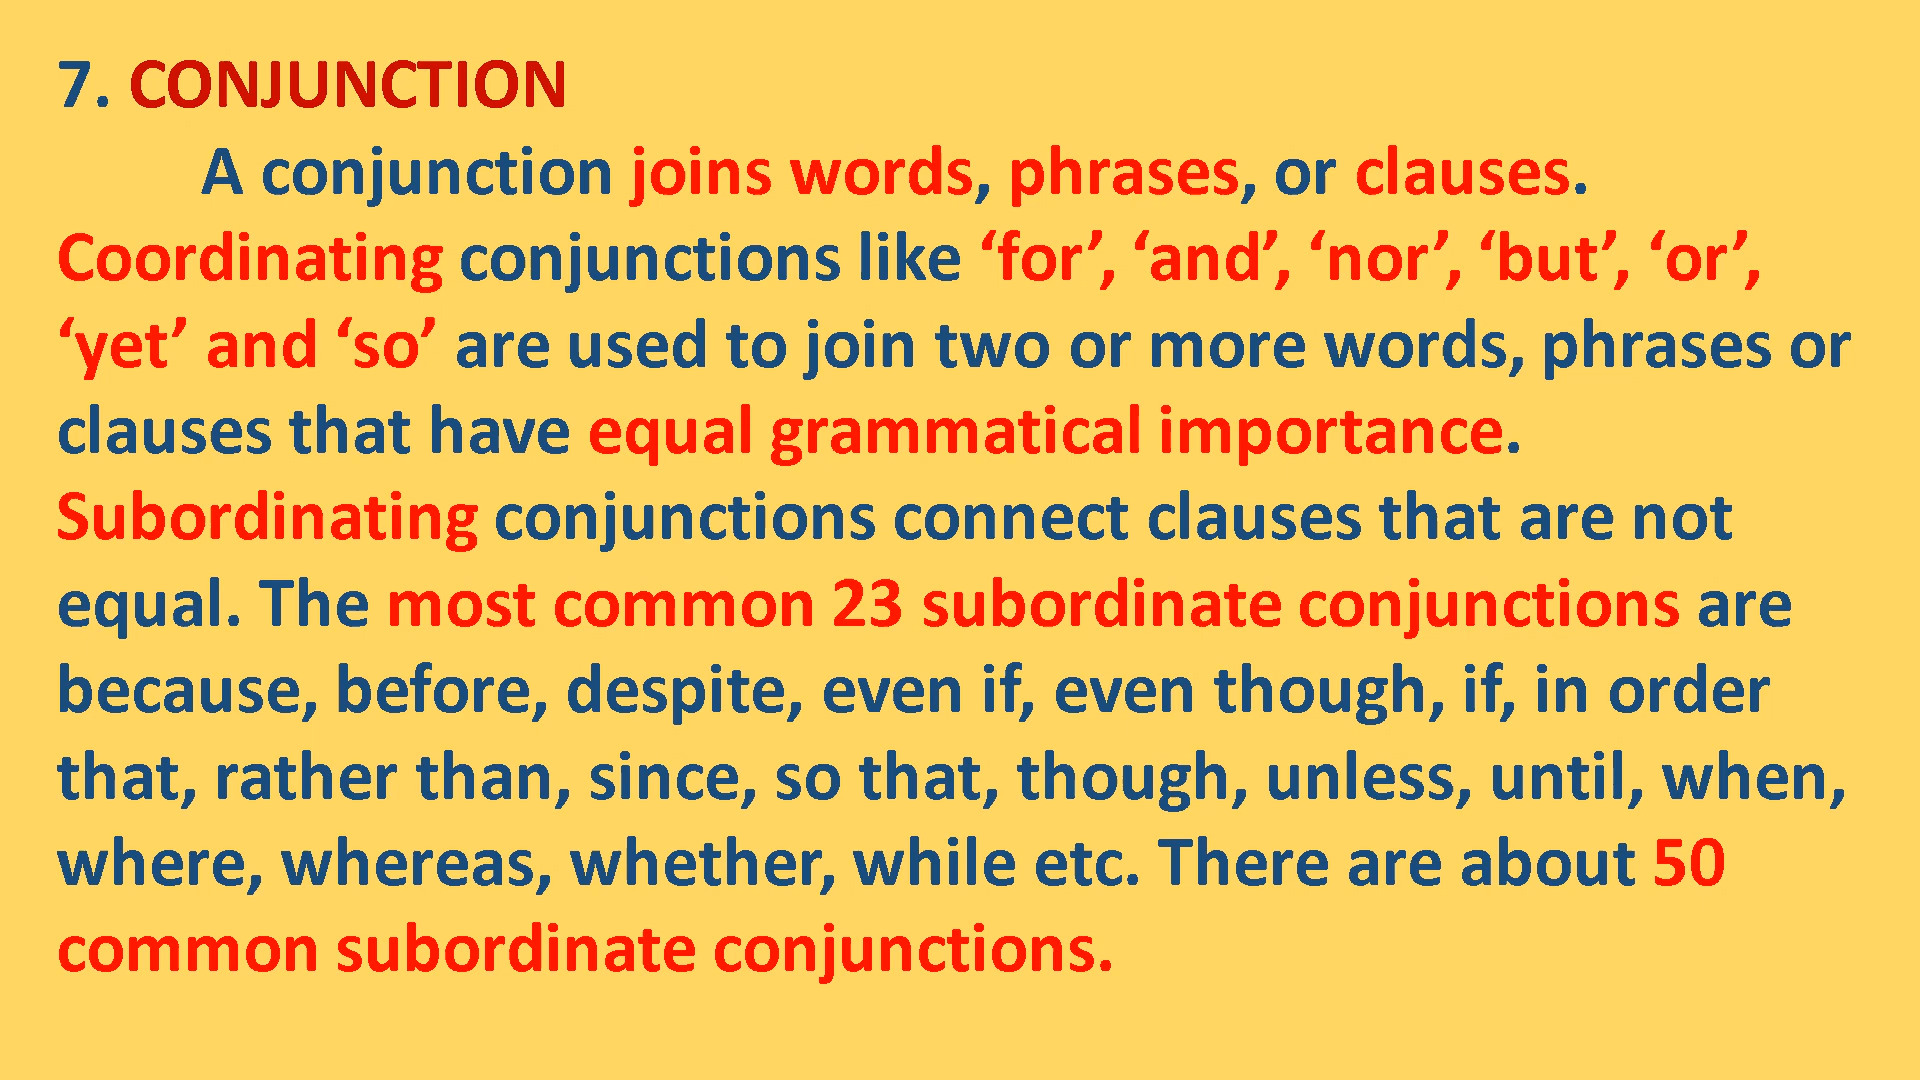 7. CONJUNCTION
A conjunction joins words, phrases, or clauses.
Coordinating conjunctions like ‘for’, ‘and’, ‘nor’, ‘but’, ‘or’,
‘yet’ and ‘so’ are used to join two or more words, phrases or
clauses that have equal grammatical importance.
Subordinating conjunctions connect clauses that are not
equal. The most common 23 subordinate conjunctions are
because, before, despite, even if, even though, if, in order
that, rather than, since, so that, though, unless, until, when,
where, whereas, whether, while etc. There are about 50
common subordinate conjunctions.